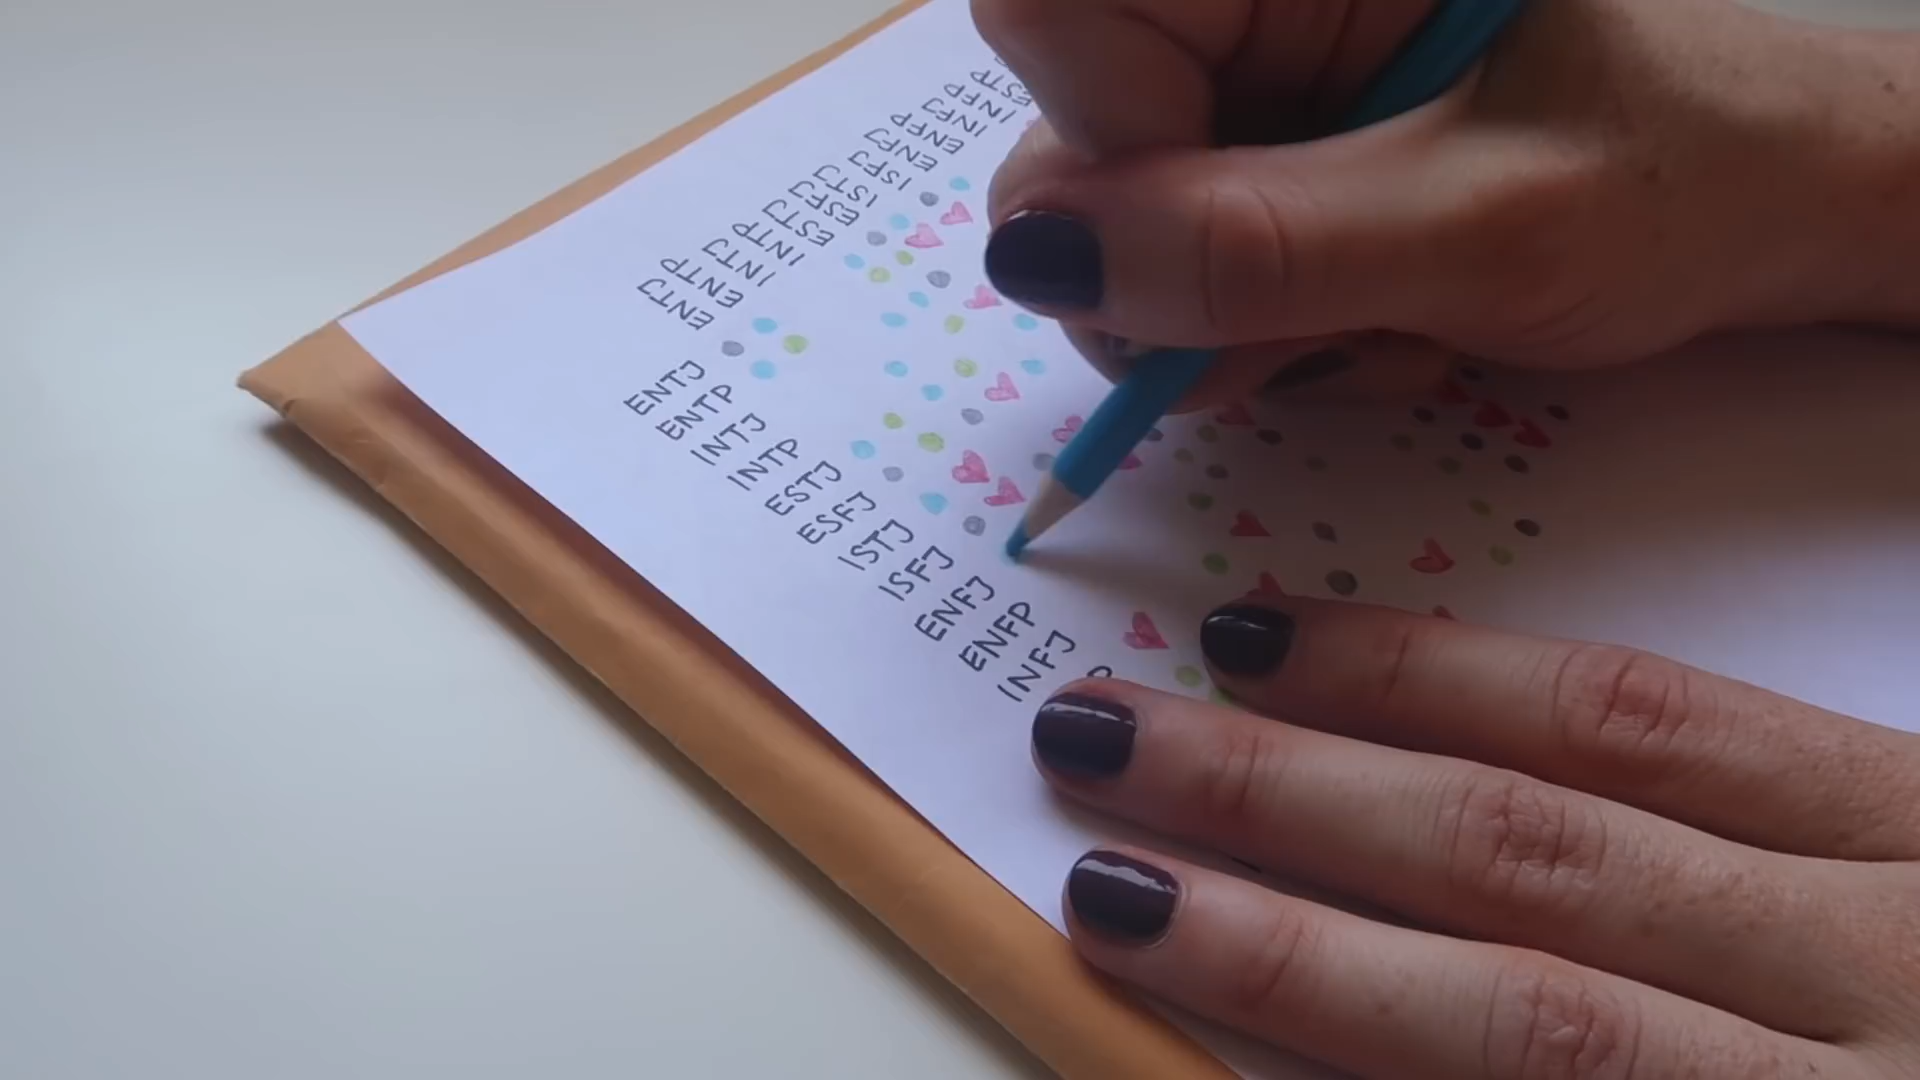 ENTJ
ENTP
INTJ
INTP
ESTJ
ESFJ
ISTJ
ISFJ
ENFJ
ENFP
INFJ
ENTJ
ENTP
INTJ
INTP
ESTJ
ESFJ
ISTJ
ISFJ
ENFJ
ENFP
INFJ
INFP
ESTP